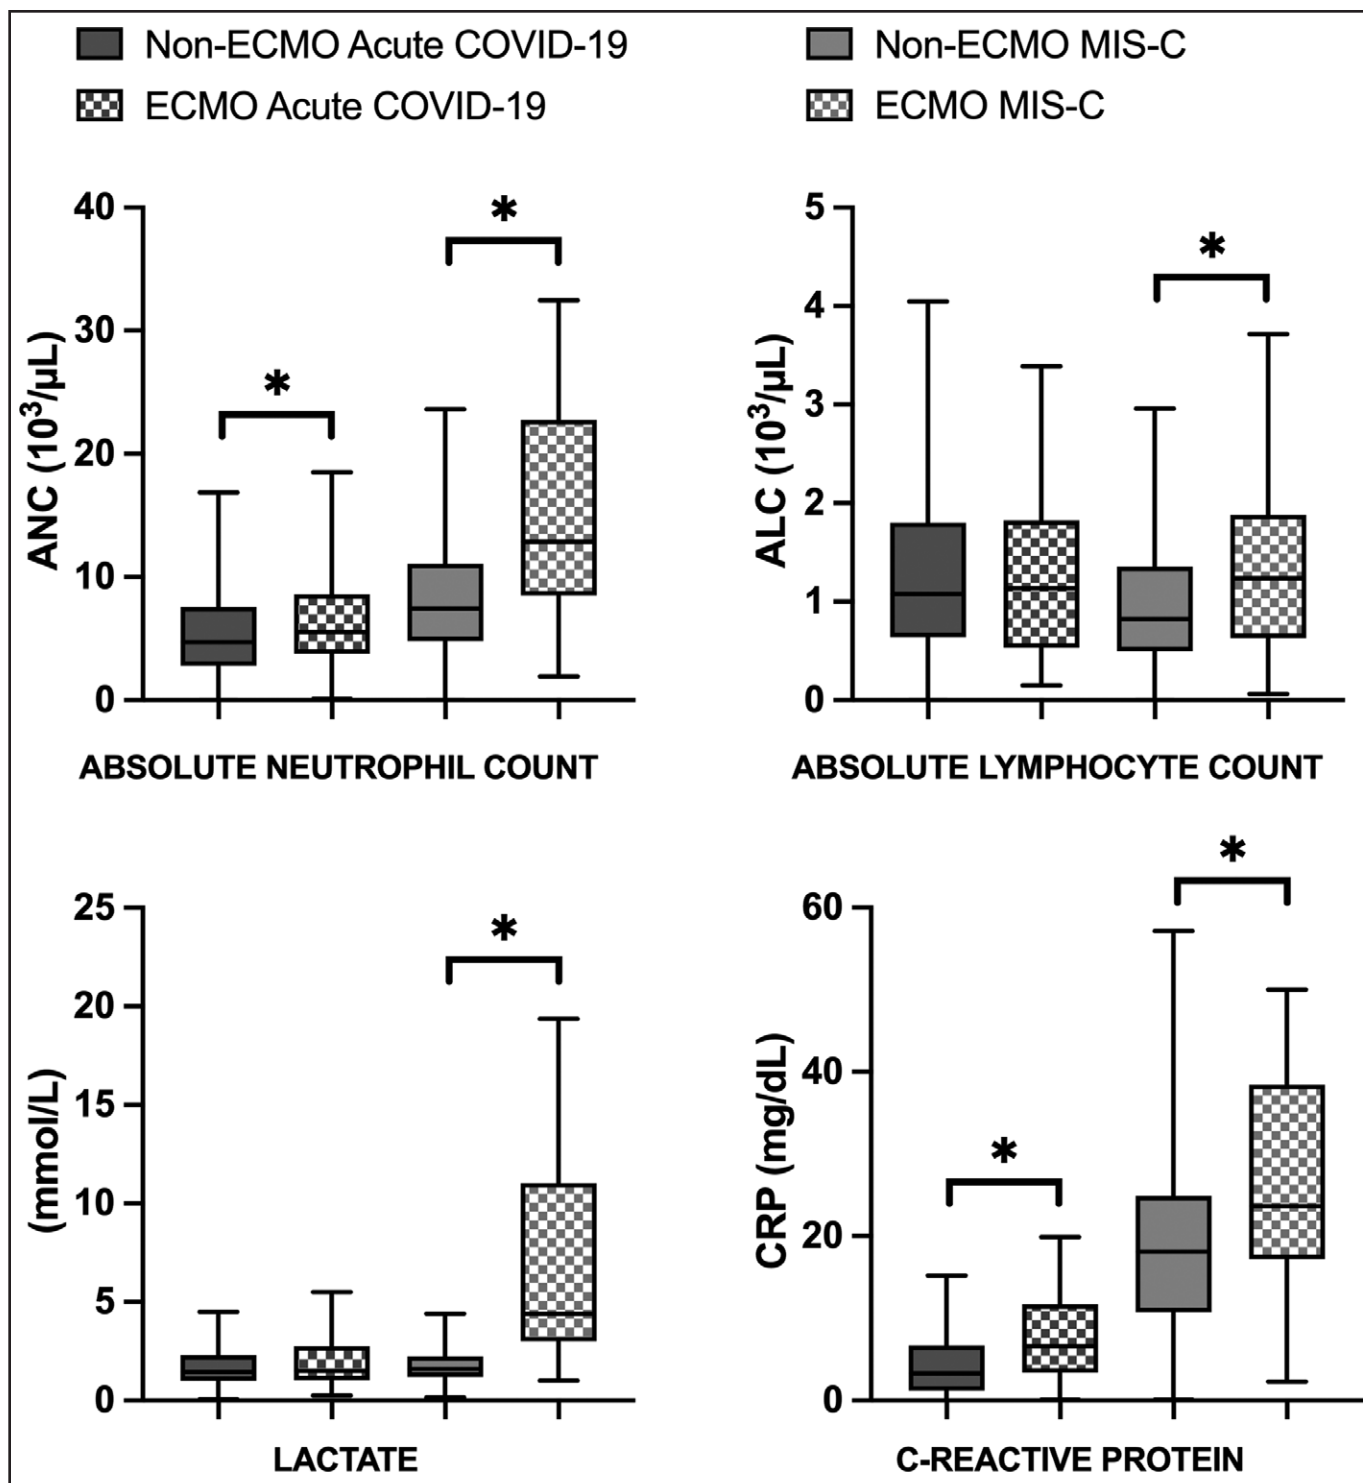 Non-ECMO Acute COVID-19
Non-ECMO MIS-C
ECMO Acute COVID-19
ECMO MIS-C
40
30
20
10
0
ANC (10³/µL)
*
*
ABSOLUTE NEUTROPHIL COUNT
5
4
3
2
1
0
ALC (10³/µL)
*
ABSOLUTE LYMPHOCYTE COUNT
25
20
15
10
5
0
(mmol/L)
*
LACTATE
60
40
20
0
CRP (mg/dL)
*
*
C-REACTIVE PROTEIN